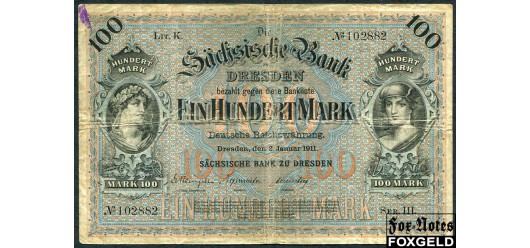 100
Die
100
Lit. K.
№ 102882
Sächsische Bank
HUNDERT MARK
HUNDERT MARK
DRESDEN
bezahlt gegen diese Banknote
EIN HUNDERT MARK
Deutsche Reichswährung.
Dresden, den 2. Januar 1911.
SÄCHSISCHE BANK ZU DRESDEN
100
100
MARK 100
100 MARK
№ 102882
EIN HUNDERT MARK
SER. III.
Fox-Notes
FOXGELD